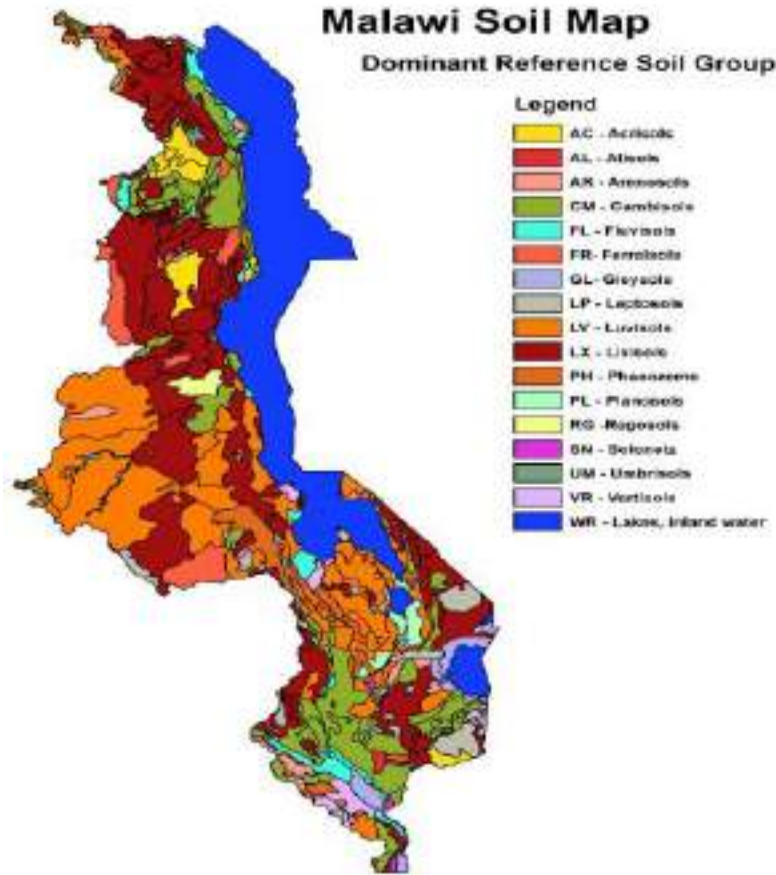 Malawi Soil Map
Dominant Reference Soil Group
Legend
AC - Acrisols
AL - Alisols
AR - Arenosols
CM - Cambisols
FL - Fluvisols
FR- Ferralsols
GL- Gleysols
LP - Leptosols
LV - Luvisols
LX - Lixisols
PH - Phaeozems
PL - Planosols
RG -Regosols
SN - Solonetz
UM - Umbrisols
VR - Vertisols
WR - Lakes, inland water